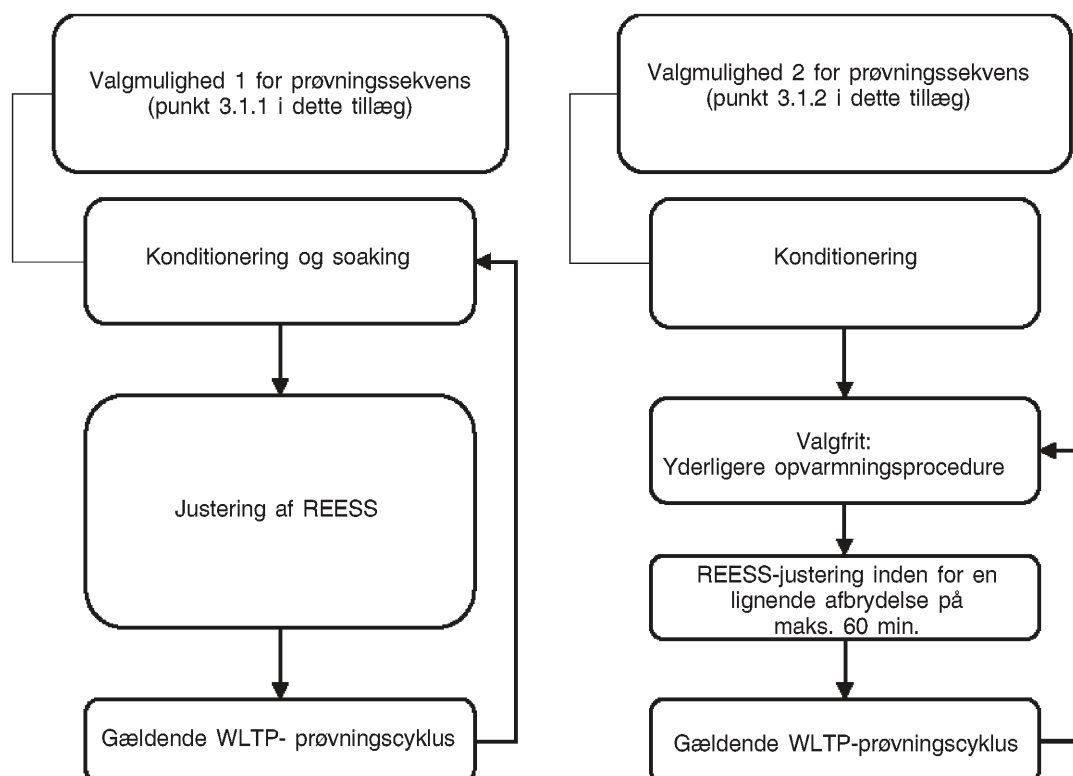 Valgmulighed 1 for prøvningssekvens
(punkt 3.1.1 i dette tillæg)
Konditionering og soaking
Justering af REESS
Gældende WLTP- prøvningscyklus
Valgmulighed 2 for prøvningssekvens
(punkt 3.1.2 i dette tillæg)
Konditionering
Valgfrit:
Yderligere opvarmningsprocedure
REESS-justering inden for en
lignende afbrydelse på
maks. 60 min.
Gældende WLTP-prøvningscyklus